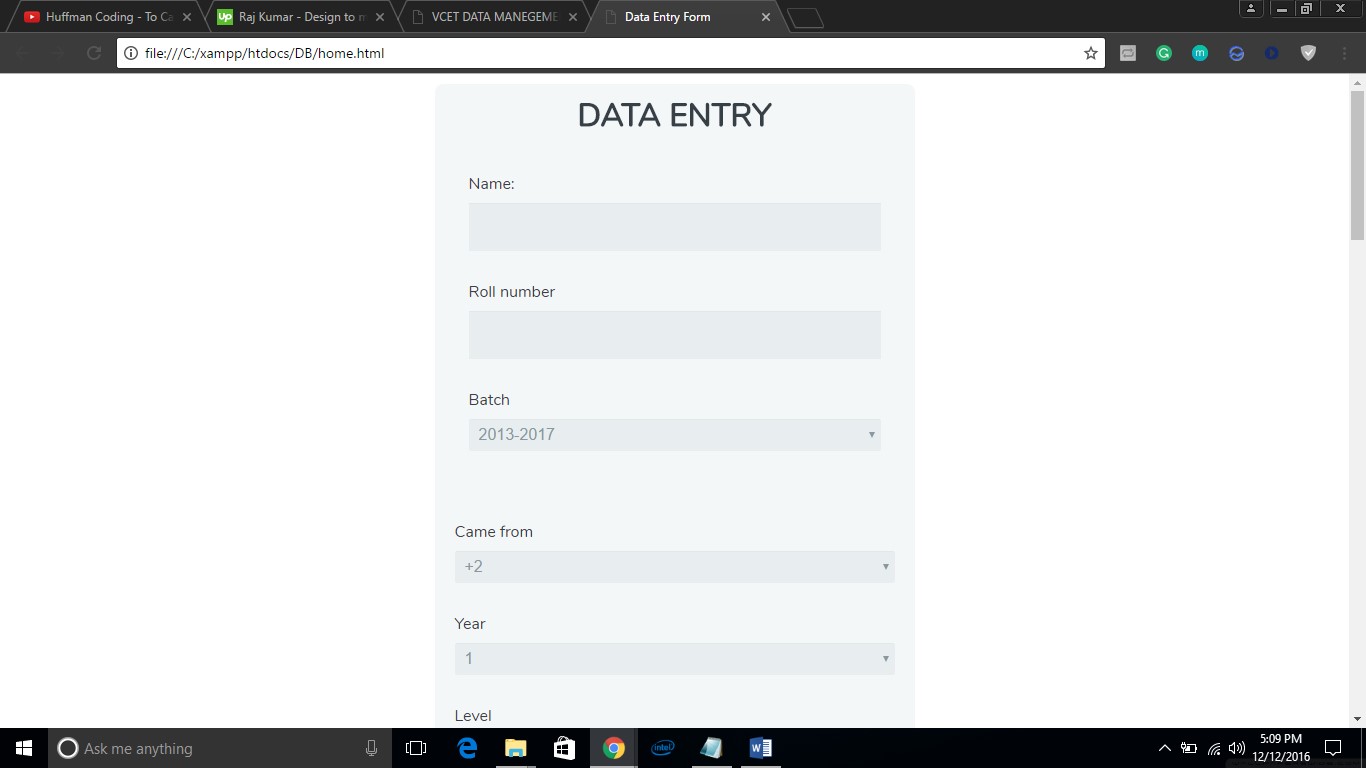 Huffman Coding - To Ca
Up Raj Kumar - Design to m
VCET DATA MANEGEME
Data Entry Form
file:///C:/xampp/htdocs/DB/home.html
DATA ENTRY
Name:
Roll number
Batch
2013-2017
Came from
+2
Year
1
Level
Ask me anything
5:09 PM
12/12/2016